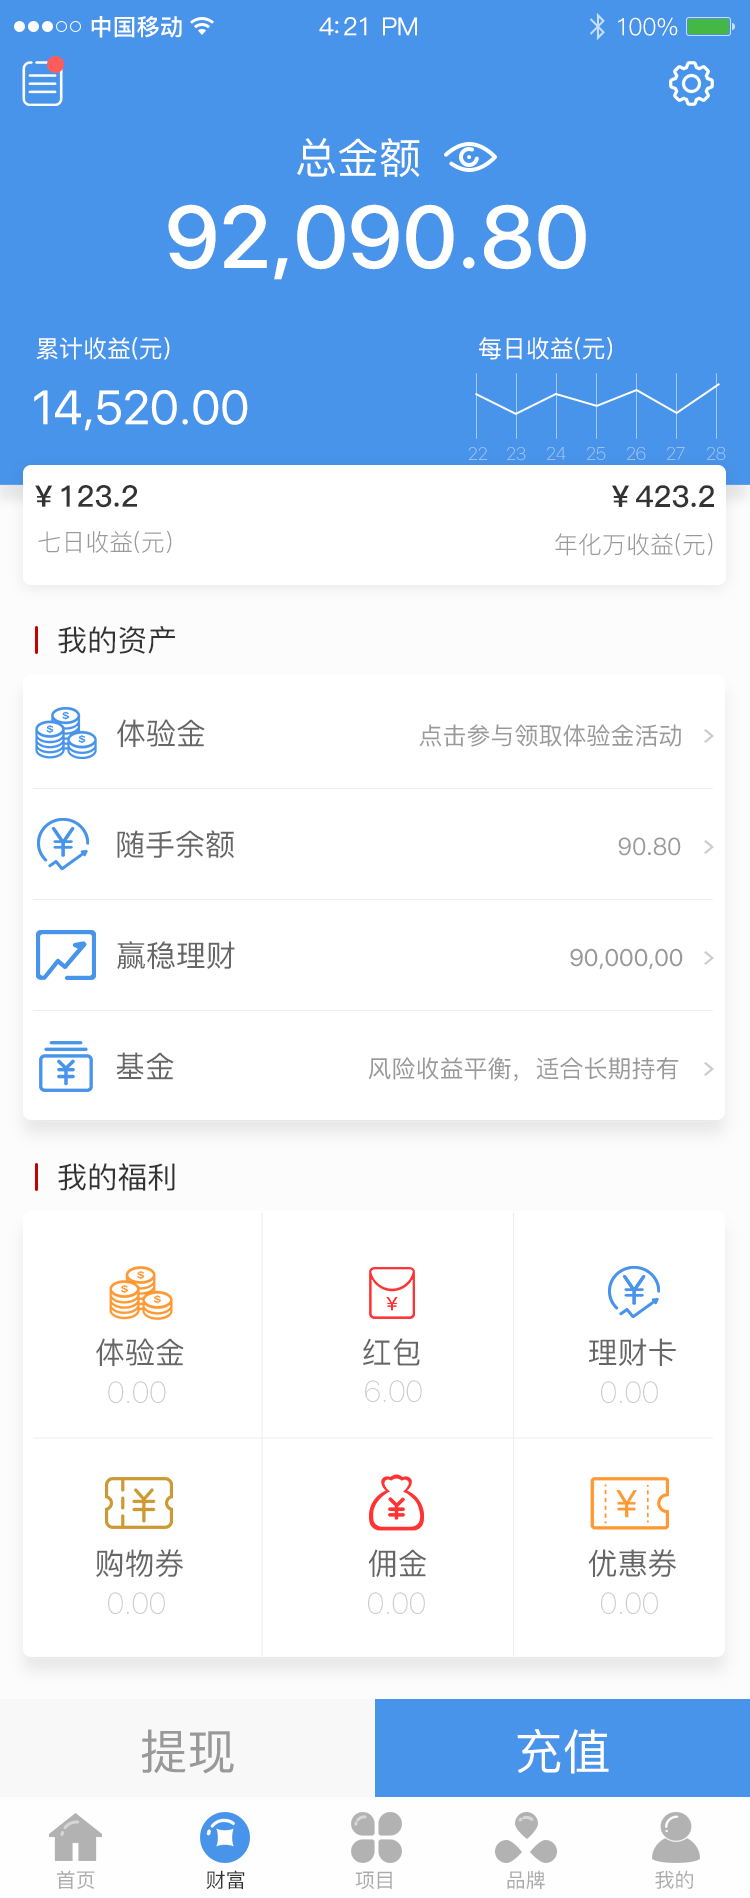 中国移动 4:21 PM 100%
总金额
92,090.80
累计收益(元) 每日收益(元)
14,520.00
22 23 24 25 26 27 28
¥123.2 ¥423.2
七日收益(元) 年化万收益(元)
我的资产
体验金 点击参与领取体验金活动
随手余额 90.80
赢稳理财 90,000,00
基金 风险收益平衡，适合长期持有
我的福利
体验金 红包 理财卡
0.00 6.00 0.00
购物券 佣金 优惠券
0.00 0.00 0.00
提现 充值
首页 财富 项目 品牌 我的